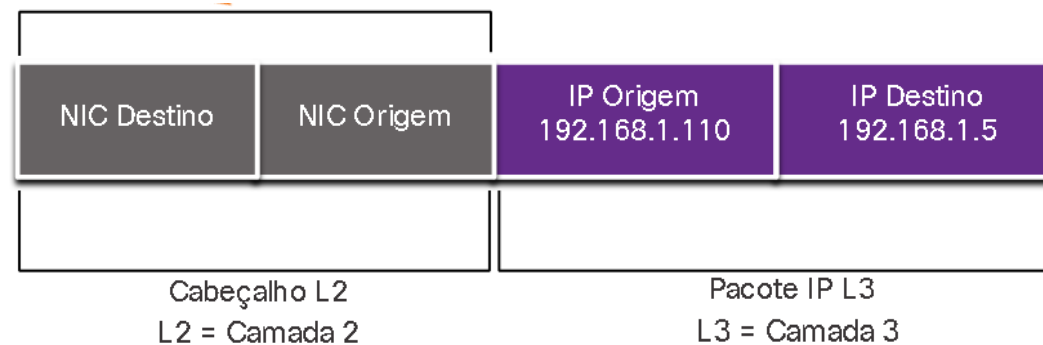 NIC Destino
NIC Origem
IP Origem
192.168.1.110
IP Destino
192.168.1.5
Cabeçalho L2
L2 = Camada 2
Pacote IP L3
L3 = Camada 3